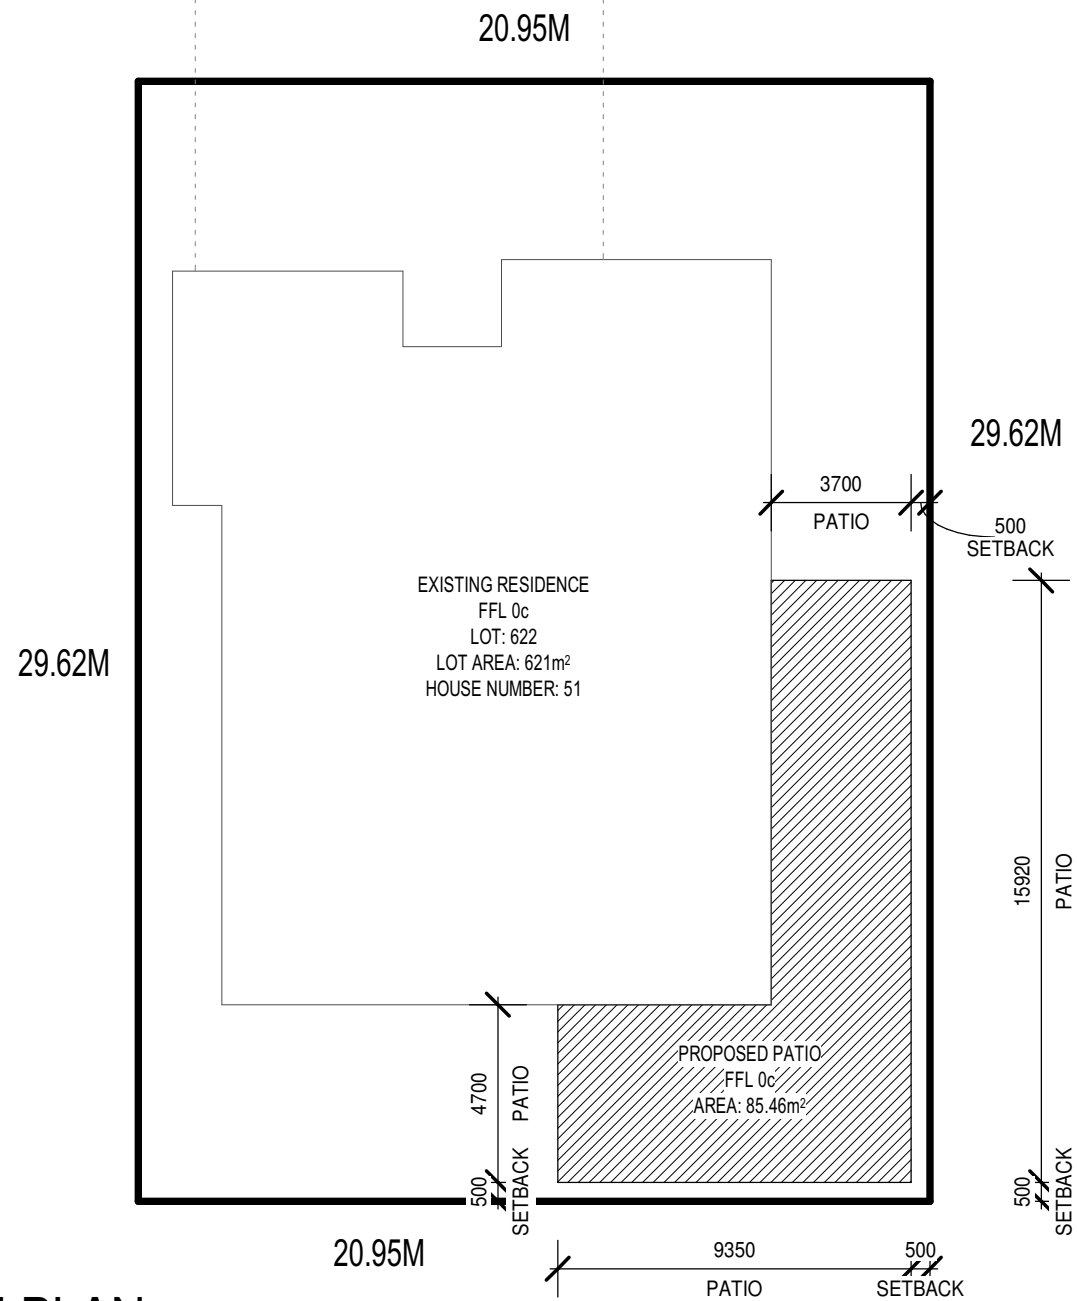 20.95M
29.62M
3700
PATIO
500
SETBACK
EXISTING RESIDENCE
FFL 0c
LOT: 622
LOT AREA: 621m²
HOUSE NUMBER: 51
29.62M
15920
PATIO
PROPOSED PATIO
FFL 0c
AREA: 85.46m²
4700
PATIO
500
SETBACK
500
SETBACK
20.95M
9350
PATIO
500
SETBACK
PLAN